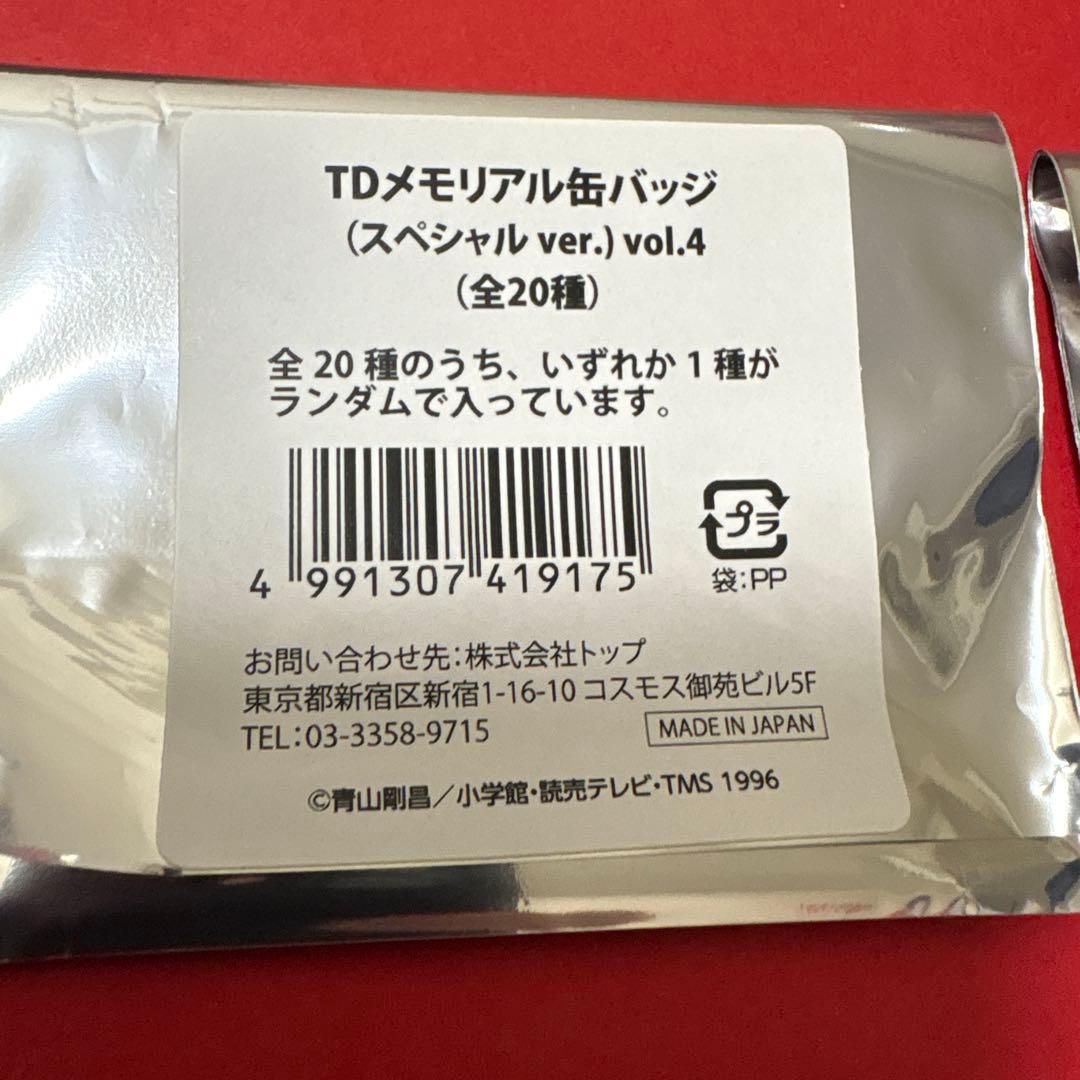 TDメモリアル缶バッジ
(スペシャル ver.) vol.4
(全20種)
全 20 種のうち、いずれか 1 種が
ランダムで入っています。
プラ
4 991307 419175
袋:PP
お問い合わせ先:株式会社トップ
東京都新宿区新宿1-16-10 コスモス御苑ビル5F
TEL:03-3358-9715
MADE IN JAPAN
©青山剛昌/小学館・読売テレビ・TMS 1996